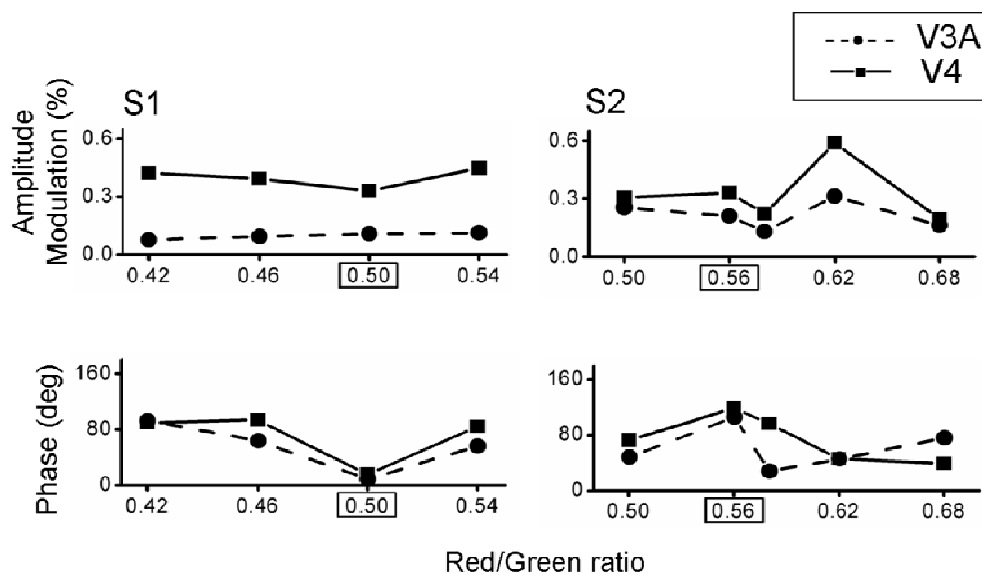 V3A
V4
S1
S2
Amplitude
Modulation (%)
0.6
0.3
0.0
0.42 0.46 0.50 0.54
0.6
0.3
0.0
0.50 0.56 0.62 0.68
Phase (deg)
160
80
0
0.42 0.46 0.50 0.54
160
80
0
0.50 0.56 0.62 0.68
Red/Green ratio